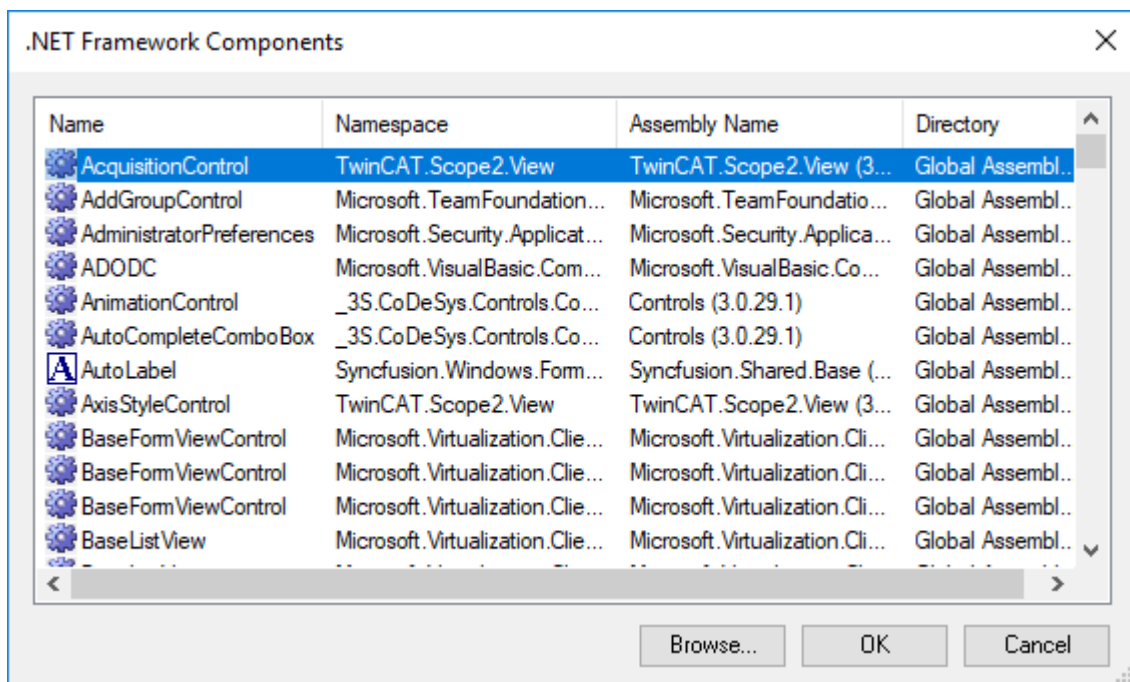 .NET Framework Components
Name Namespace Assembly Name Directory
AcquisitionControl TwinCAT.Scope2.View TwinCAT.Scope2.View (3... Global Assembl..
AddGroupControl Microsoft.TeamFoundation... Microsoft.TeamFoundatio... Global Assembl..
AdministratorPreferences Microsoft.Security.Applicat... Microsoft.Security.Applica... Global Assembl..
ADODC Microsoft.VisualBasic.Com... Microsoft.VisualBasic.Co... Global Assembl..
AnimationControl _3S.CoDeSys.Controls.Co... Controls (3.0.29.1) Global Assembl..
AutoCompleteComboBox _3S.CoDeSys.Controls.Co... Controls (3.0.29.1) Global Assembl..
A AutoLabel Syncfusion.Windows.Form... Syncfusion.Shared.Base (... Global Assembl..
AxisStyleControl TwinCAT.Scope2.View TwinCAT.Scope2.View (3... Global Assembl..
BaseFormViewControl Microsoft.Virtualization.Clie... Microsoft.Virtualization.Cli... Global Assembl..
BaseFormViewControl Microsoft.Virtualization.Clie... Microsoft.Virtualization.Cli... Global Assembl..
BaseFormViewControl Microsoft.Virtualization.Clie... Microsoft.Virtualization.Cli... Global Assembl..
BaseListView Microsoft.Virtualization.Clie... Microsoft.Virtualization.Cli... Global Assembl..
Browse... OK Cancel